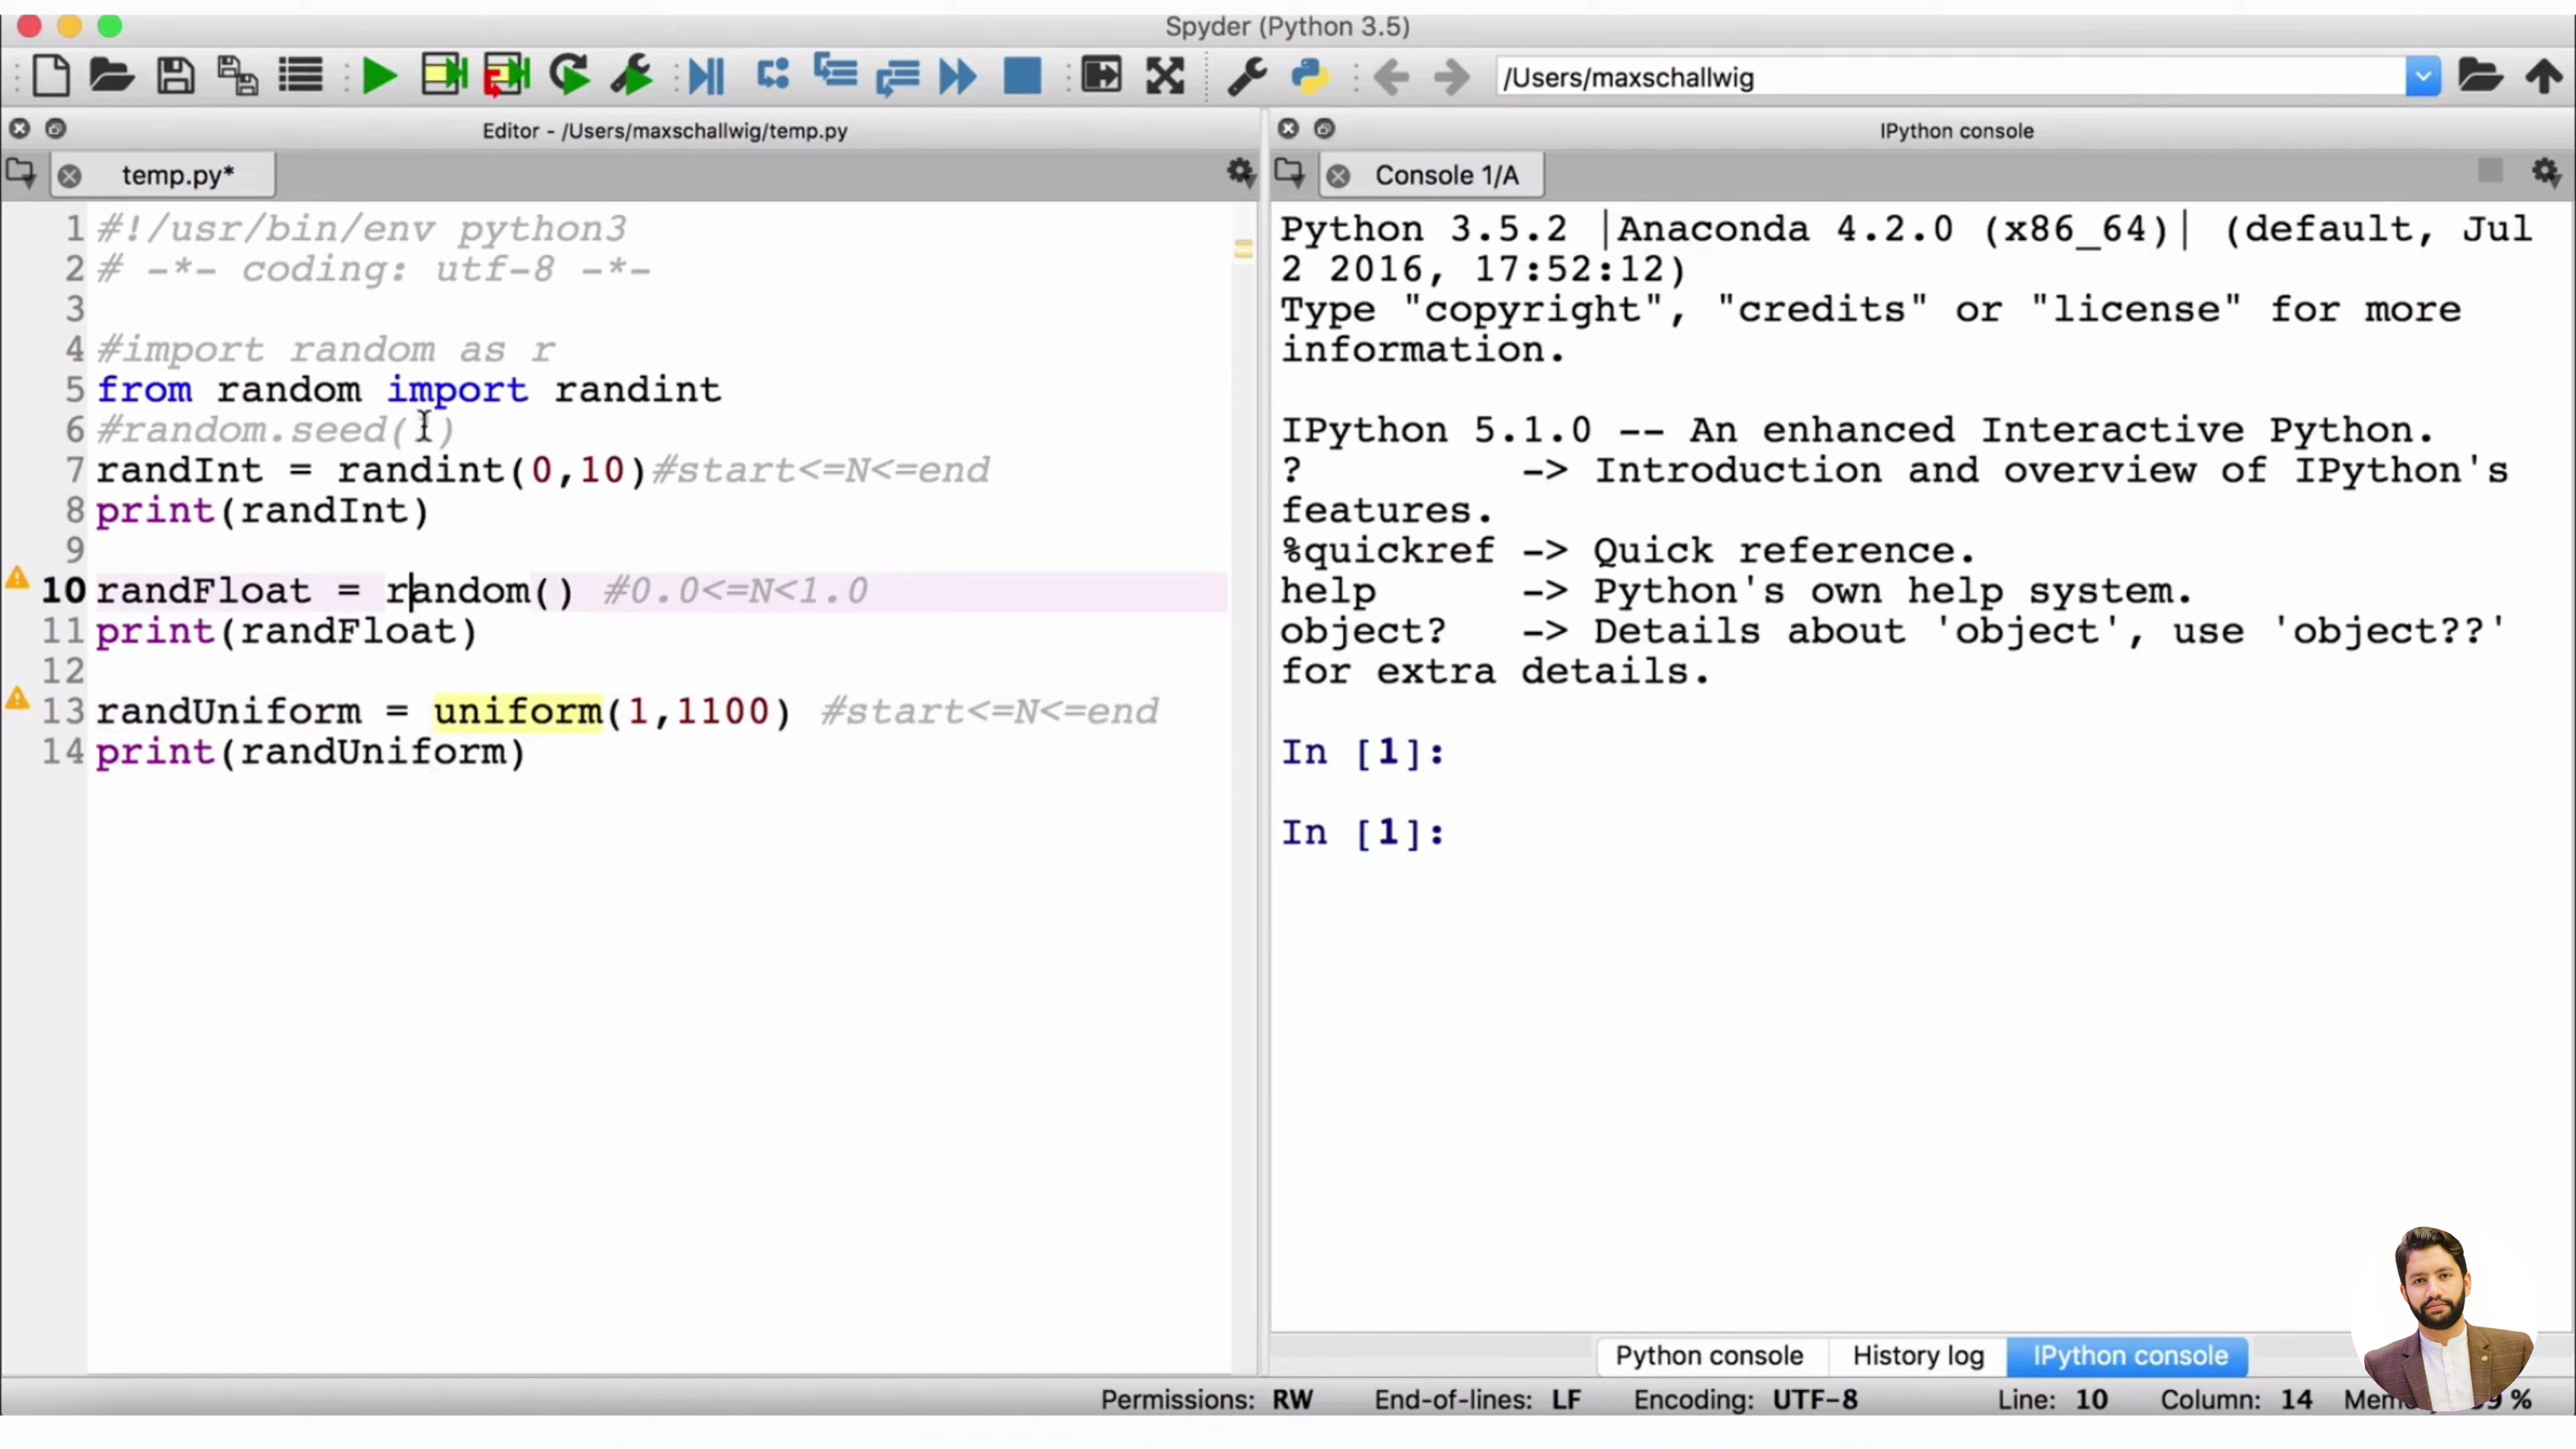 Spyder (Python 3.5)
/Users/maxschallwig
Editor - /Users/maxschallwig/temp.py
temp.py*
1 #!/usr/bin/env python3
2 # -*- coding: utf-8 -*-
3
4 #import random as r
5 from random import randint
6 #random.seed( )
7 randInt = randint(0,10)#start<=N<=end
8 print(randInt)
9
10 randFloat = random() #0.0<=N<1.0
11 print(randFloat)
12
13 randUniform = uniform(1,1100) #start<=N<=end
14 print(randUniform)
IPython console
Console 1/A
Python 3.5.2 |Anaconda 4.2.0 (x86_64)| (default, Jul
2 2016, 17:52:12)
Type "copyright", "credits" or "license" for more
information.
IPython 5.1.0 -- An enhanced Interactive Python.
? -> Introduction and overview of IPython's
features.
%quickref -> Quick reference.
help -> Python's own help system.
object? -> Details about 'object', use 'object??'
for extra details.
In [1]:
In [1]:
Python console History log IPython console
Permissions: RW End-of-lines: LF Encoding: UTF-8 Line: 10 Column: 14 %